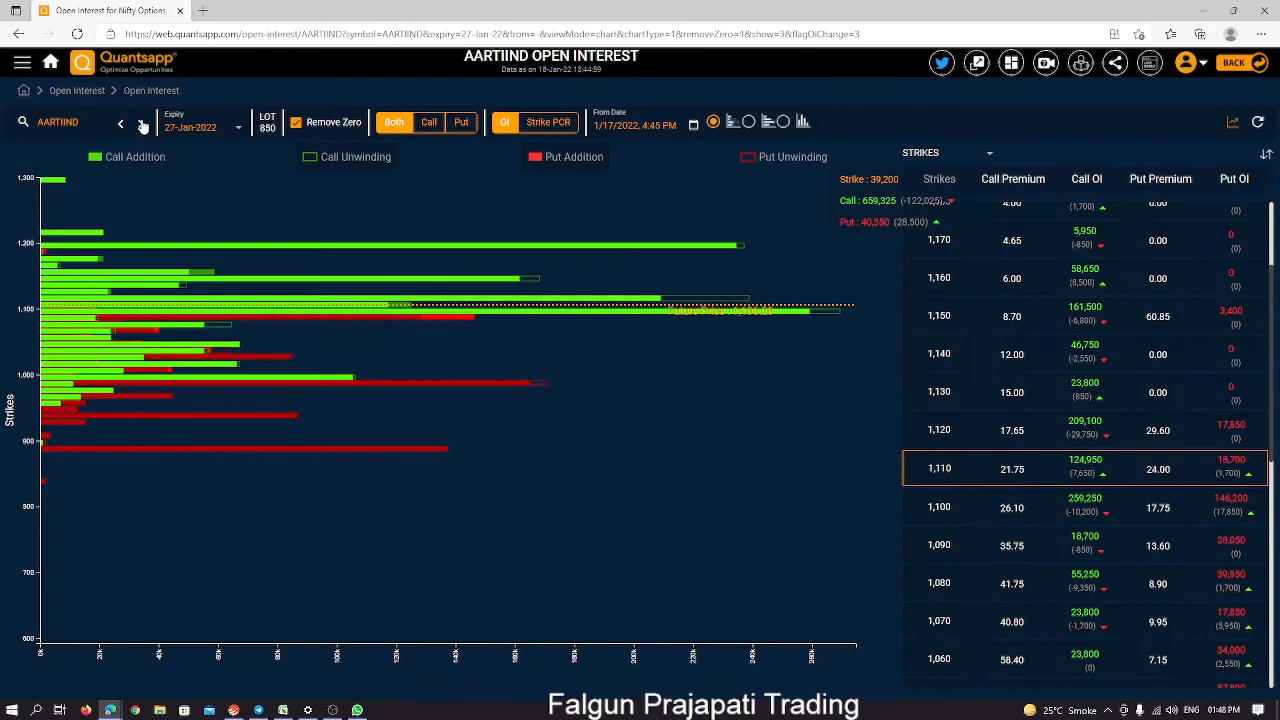 Open Interest for Nifty Options,
https://web.quantsapp.com/open-interest/AARTIIND?symbol=AARTIIND&expiry=27-Jan-22&from=-&viewMode=chart&chartType=1&removeZero=1&show=3&flagOiChange=1
Quantsapp
Optimize Opportunities
AARTIIND OPEN INTEREST
Data as on 18-Jan-22 13:44:59
BACK
Open Interest
Open Interest
AARTIIND
Expiry
27-Jan-2022
LOT
850
Remove Zero
Both
Call
Put
OI
Strike PCR
From Date
1/17/2022, 4:45 PM
Call Addition
Call Unwinding
Put Addition
Put Unwinding
STRIKES
Strike : 39,200
Call : 659,325 (-122,025)
Put : 40,350 (28,500)
Strikes Call Premium Call OI Put Premium Put OI
4.00 (1,700) 0.00 (0)
1,170 4.65 5,950 (-850) 0.00 0 (0)
1,160 6.00 58,650 (8,500) 0.00 0 (0)
1,150 8.70 161,500 (-6,800) 60.85 3,400 (0)
1,140 12.00 46,750 (-2,550) 0.00 0 (0)
1,130 15.00 23,800 (850) 0.00 0 (0)
1,120 17.65 209,100 (-29,750) 29.60 17,850 (0)
1,110 21.75 124,950 (7,650) 24.00 18,700 (1,700)
1,100 26.10 259,250 (-10,200) 17.75 146,200 (17,850)
1,090 35.75 18,700 (-850) 13.60 28,050 (0)
1,080 41.75 55,250 (-9,350) 8.90 39,950 (1,700)
1,070 40.80 23,800 (-1,700) 9.95 17,850 (5,950)
1,060 58.40 23,800 (0) 7.15 34,000 (2,550)
Strikes
1,300
1,200
1,100
1,000
900
800
700
600
Falgun Prajapati Trading
25°C Smoke
ENG
01:48 PM